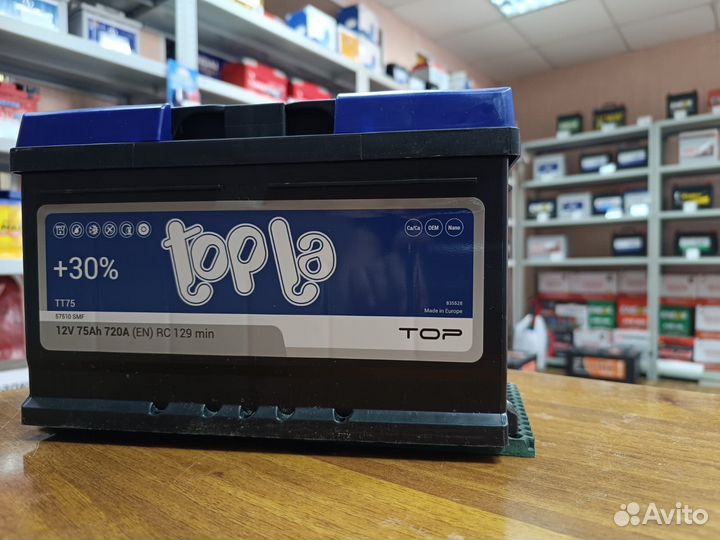 topla
Ca/Ca OEM Nano
+30%
TT75
57510 SMF
835528
Made in Europe
12V 75Ah 720A (EN) RC 129 min
TOP
Avito